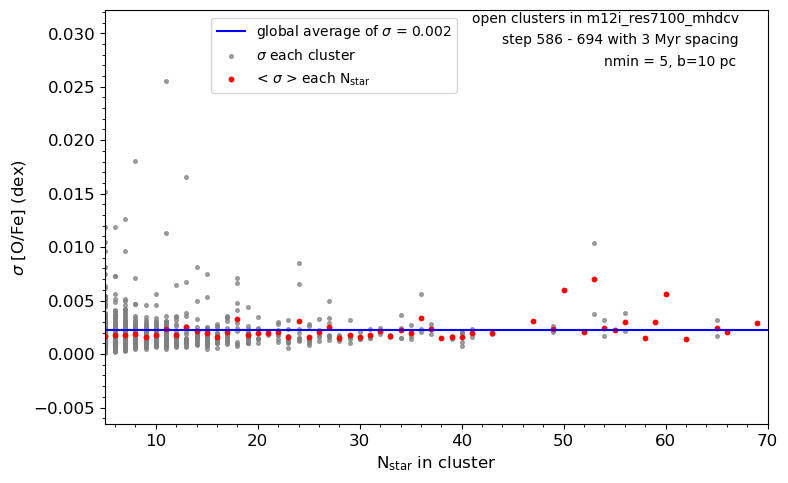 open clusters in m12i_res7100_mhdcv
step 586 - 694 with 3 Myr spacing
nmin = 5, b=10 pc
global average of σ = 0.002
σ each cluster
< σ > each Nstar
0.030
0.025
0.020
0.015
0.010
0.005
0.000
−0.005
σ [O/Fe] (dex)
10 20 30 40 50 60 70
Nstar in cluster